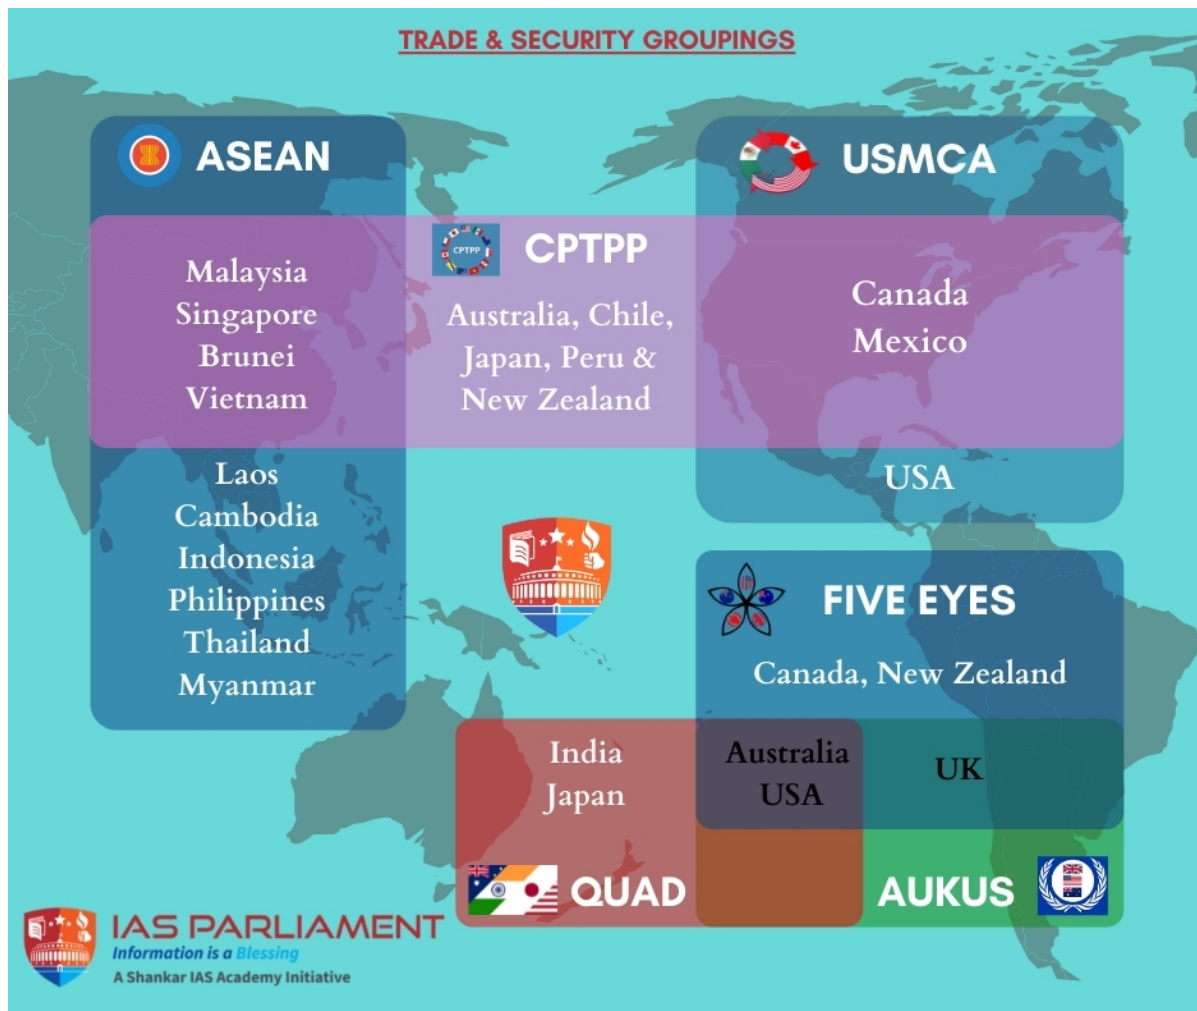 TRADE & SECURITY GROUPINGS
ASEAN
Malaysia
Singapore
Brunei
Vietnam
Laos
Cambodia
Indonesia
Philippines
Thailand
Myanmar
CPTPP
CPTPP
Australia, Chile,
Japan, Peru &
New Zealand
USMCA
Canada
Mexico
USA
FIVE EYES
Canada, New Zealand
India
Japan
Australia
USA
UK
QUAD
AUKUS
IAS PARLIAMENT
Information is a Blessing
A Shankar IAS Academy Initiative